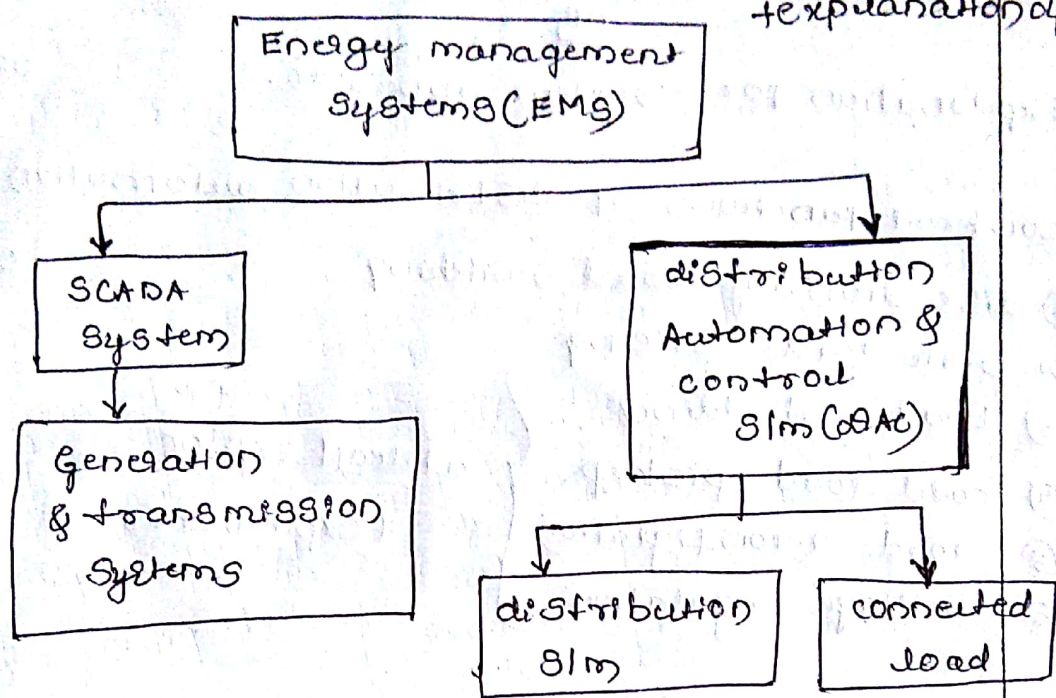 Energy management
Systems (EMS)
SCADA
System
distribution
Automation &
control
S/m (DAC)
Generation
& transmission
Systems
distribution
S/m
connected
load